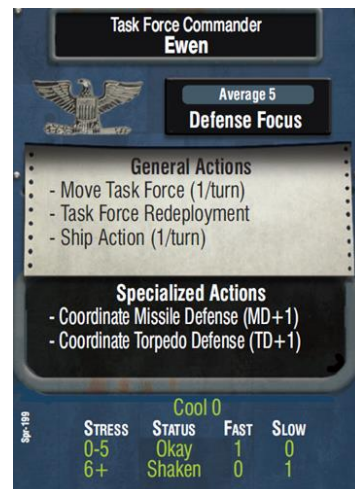 Task Force Commander
Ewen
Average 5
Defense Focus
General Actions
- Move Task Force (1/turn)
- Task Force Redeployment
- Ship Action (1/turn)
Specialized Actions
- Coordinate Missile Defense (MD+1)
- Coordinate Torpedo Defense (TD+1)
Cool 0
STRESS STATUS FAST SLOW
0-5 Okay 1 0
6+ Shaken 0 1
Spr-199